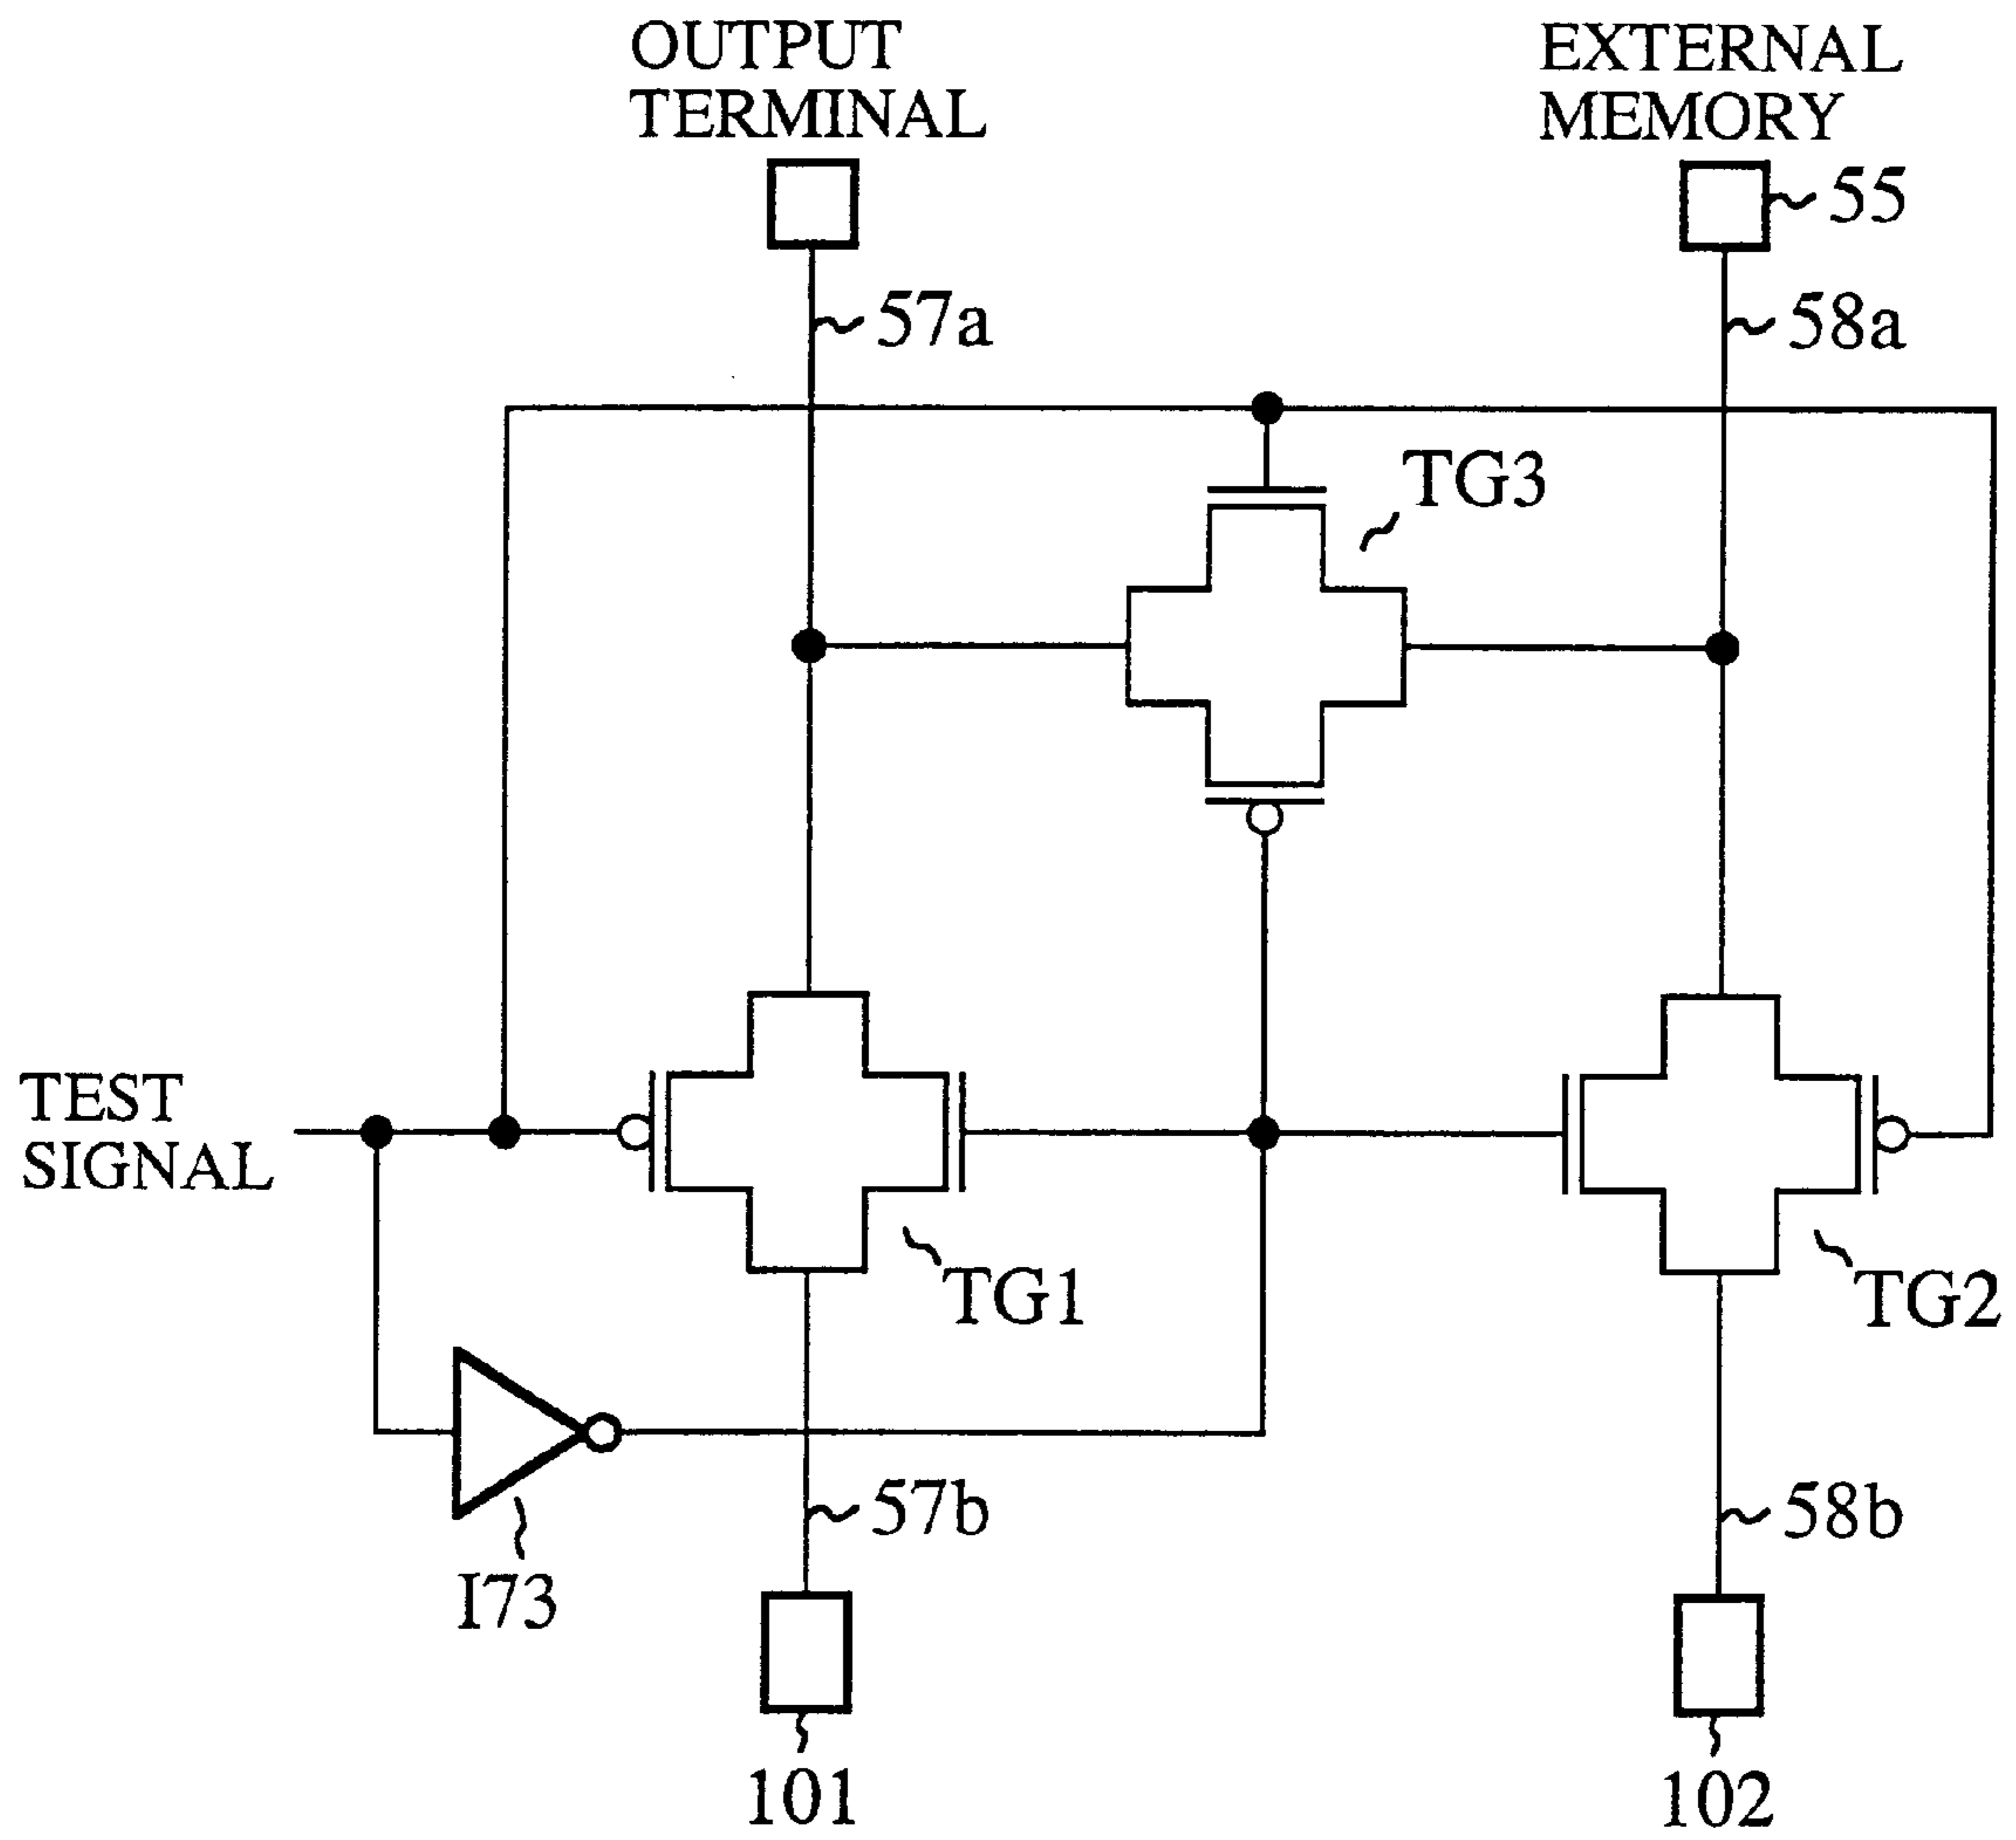 OUTPUT
TERMINAL
EXTERNAL
MEMORY
55
57a
58a
TG3
TEST
SIGNAL
TG1
TG2
57b
58b
I73
101
102